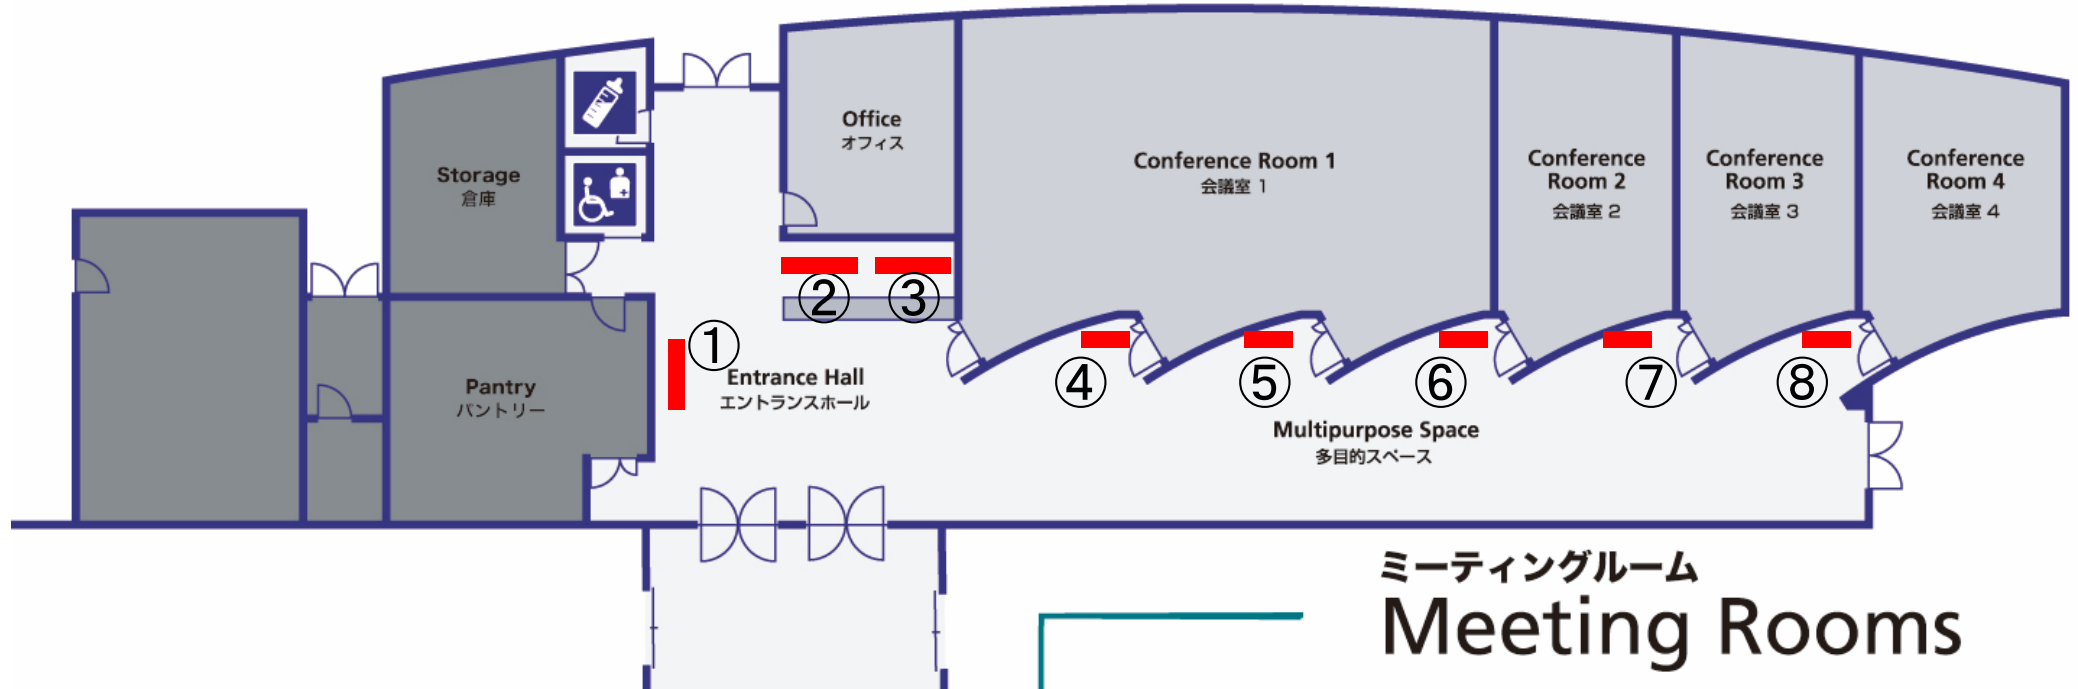 Office
オフィス
Storage
倉庫
Conference Room 1
会議室 1
Conference
Room 2
会議室 2
Conference
Room 3
会議室 3
Conference
Room 4
会議室 4
②
③
①
Entrance Hall
エントランスホール
Pantry
パントリー
④
⑤
⑥
⑦
⑧
Multipurpose Space
多目的スペース
ミーティングルーム
Meeting Rooms